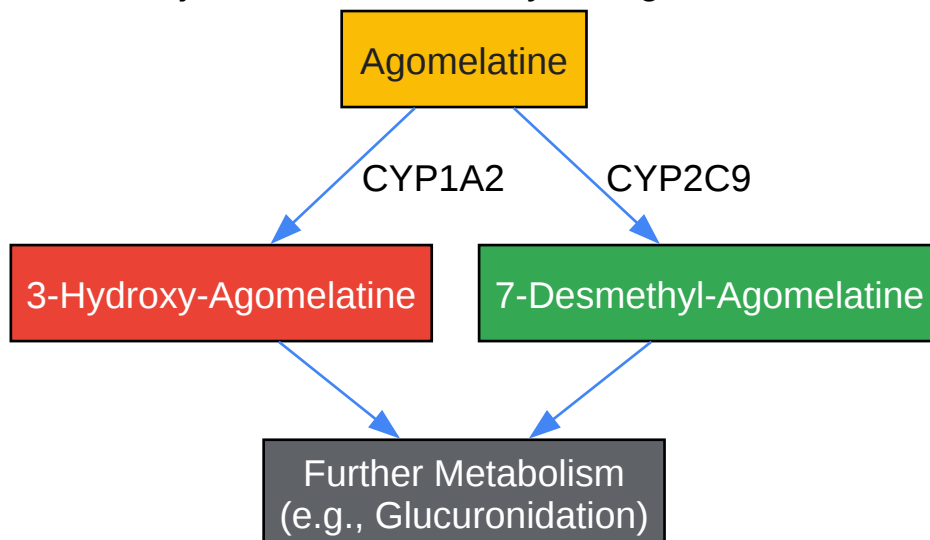 Agomelatine
CYP1A2
CYP2C9
3-Hydroxy-Agomelatine
7-Desmethyl-Agomelatine
Further Metabolism
(e.g., Glucuronidation)